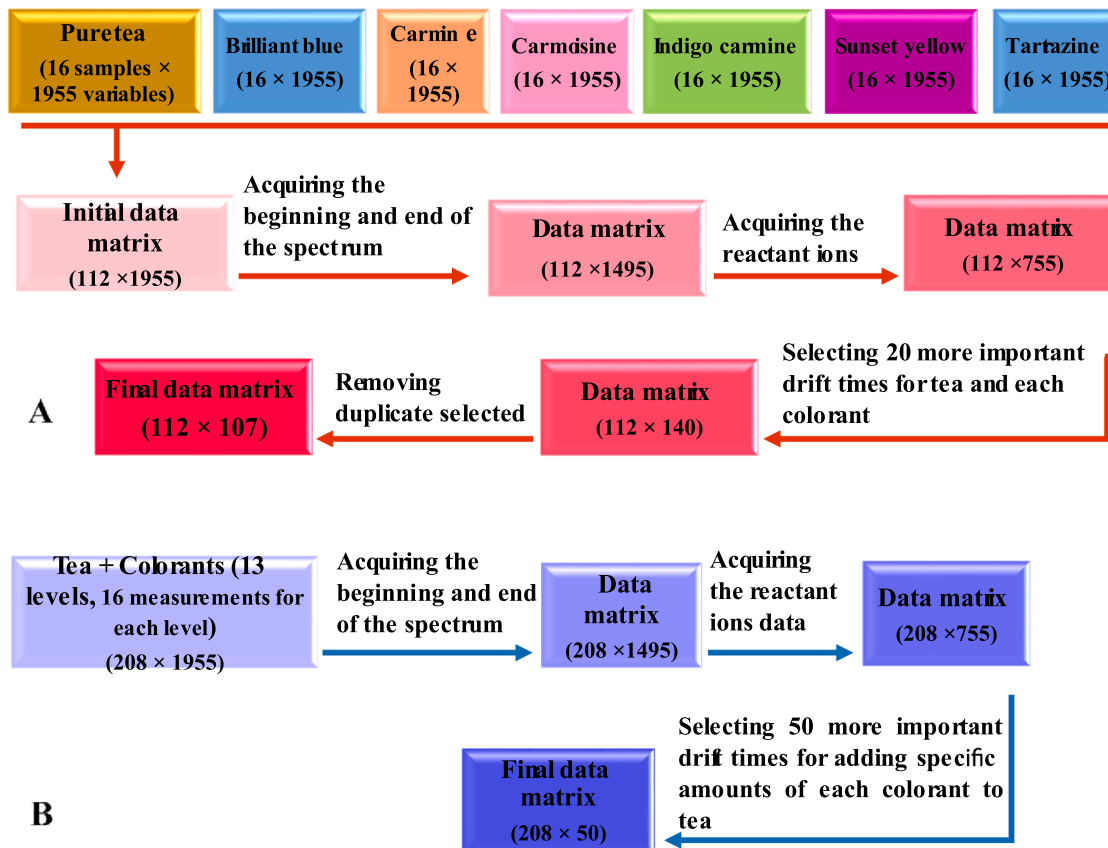 Pure tea
(16 samples ×
1955 variables)
Brilliant blue
(16 × 1955)
Carmin e
(16 ×
1955)
Carmoisine
(16 × 1955)
Indigo carmine
(16 × 1955)
Sunset yellow
(16 × 1955)
Tartrazine
(16 × 1955)
Initial data
matrix
(112 ×1955)
Acquiring the
beginning and end of
the spectrum
Data matrix
(112 ×1495)
Acquiring the
reactant ions
Data matrix
(112 ×755)
Selecting 20 more important
drift times for tea and each
colorant
Data matrix
(112 × 140)
Removing
duplicate selected
Final data matrix
(112 × 107)
A
Tea + Colorants (13
levels, 16 measurements for
each level)
(208 × 1955)
Acquiring the
beginning and end
of the spectrum
Data
matrix
(208 ×1495)
Acquiring
the reactant
ions data
Data matrix
(208 ×755)
Selecting 50 more important
drift times for adding specific
amounts of each colorant to
tea
Final data
matrix
(208 × 50)
B